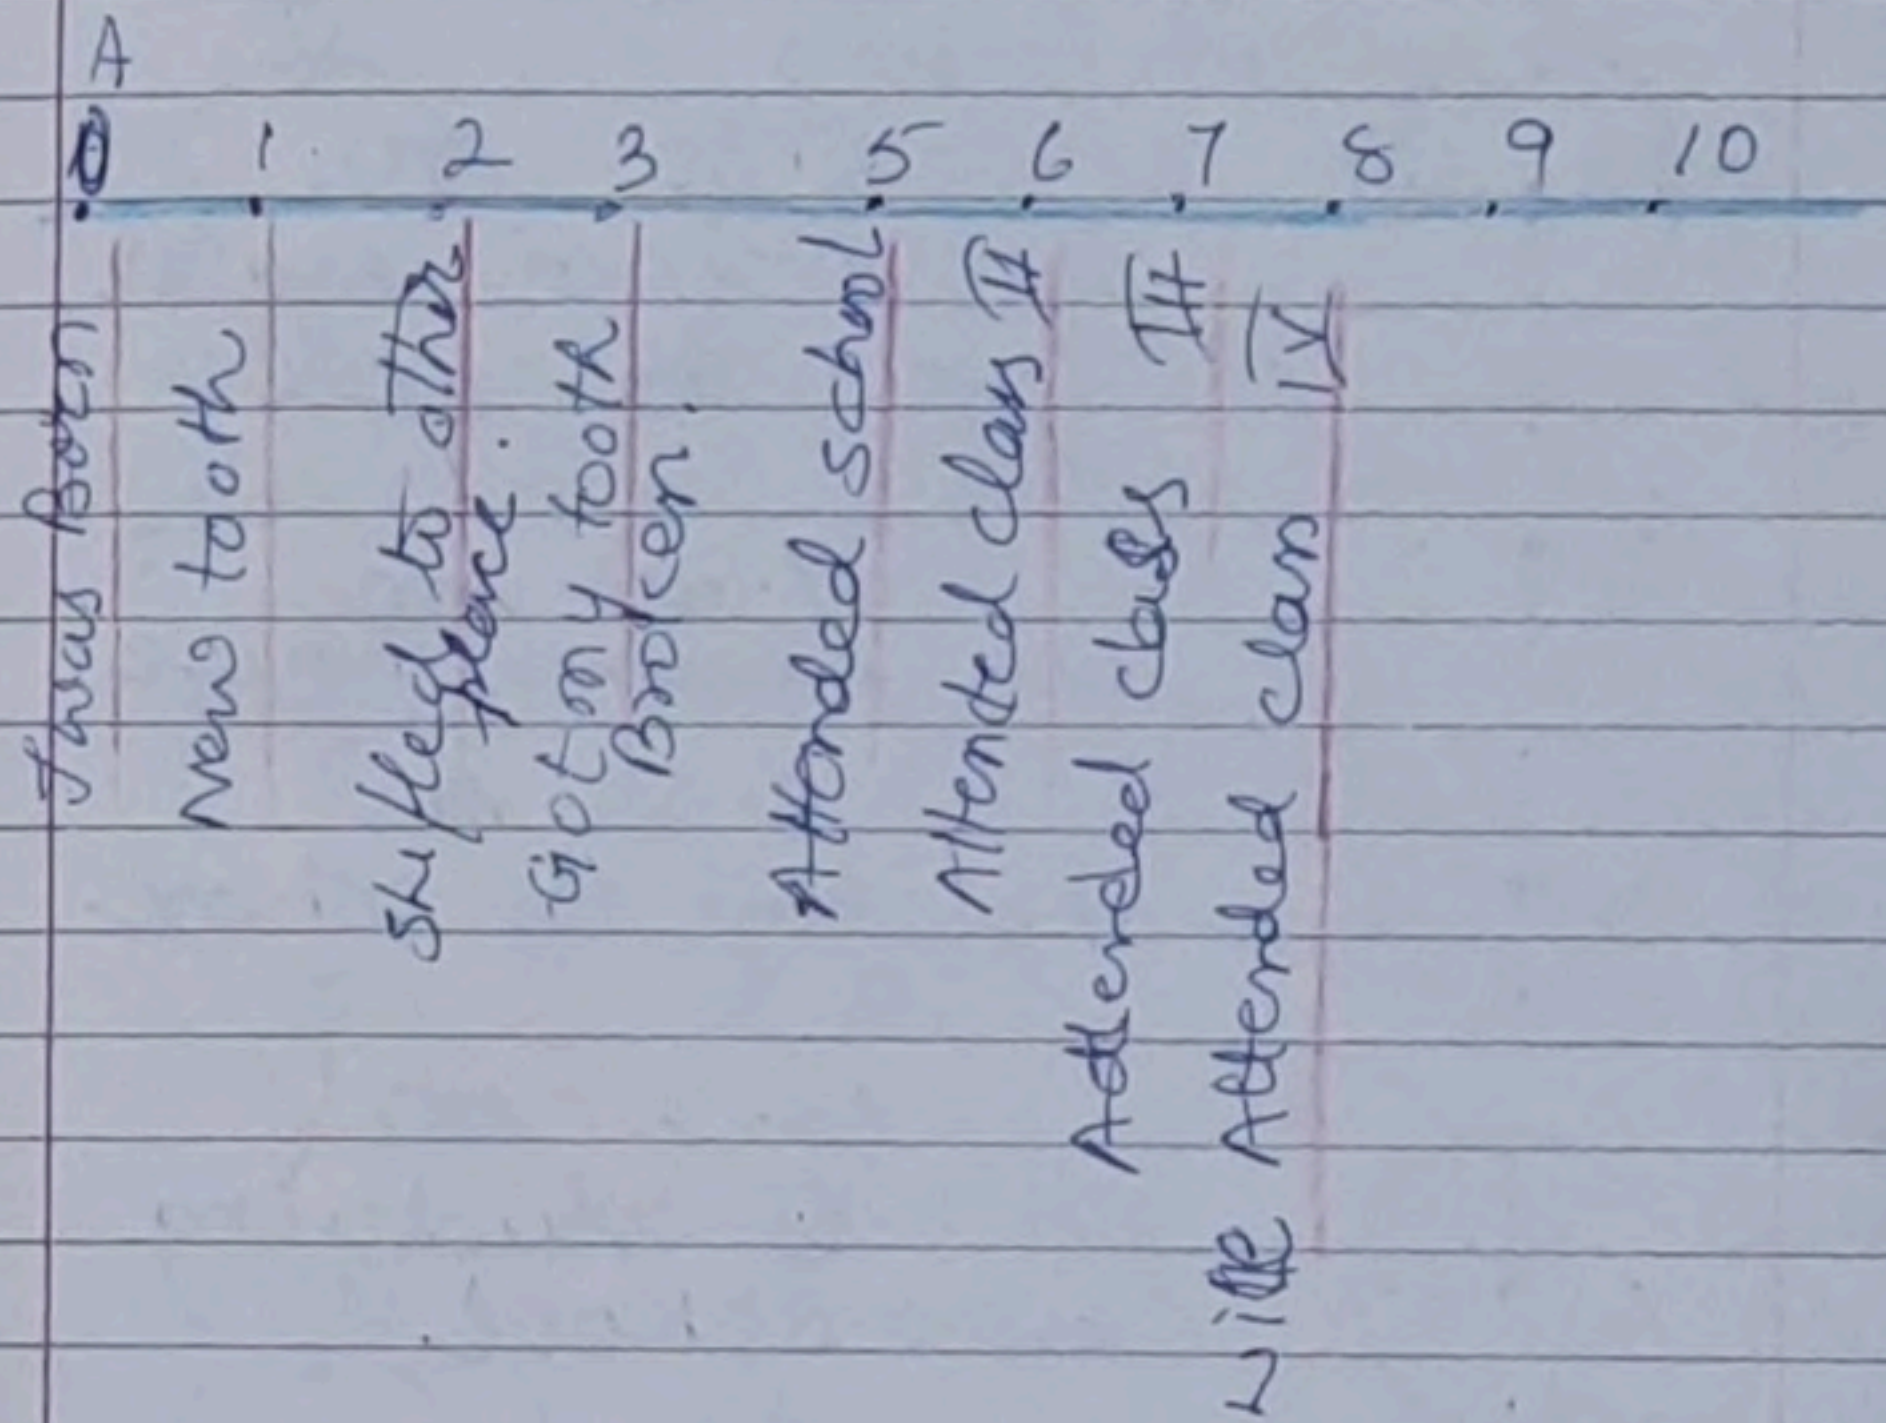 A
0 1 2 3 5 6 7 8 9 10
I was Born
New tooth
Shifted to other
place.
Got my tooth
Broken.
Attended school
Attended class II
Attended class III
Attended class IV